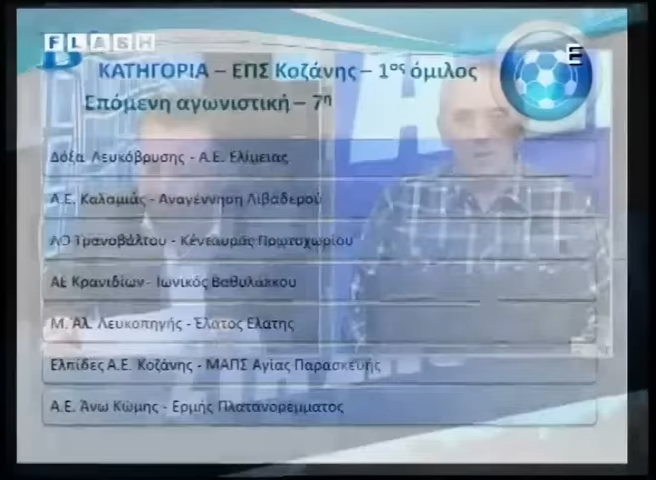 FLASH
Β
Ε
ΚΑΤΗΓΟΡΙΑ – ΕΠΣ Κοζάνης – 1ος όμιλος
Επόμενη αγωνιστική – 7η
Δόξα Λευκόβρυσης - Α.Ε. Ελίμειας
Α.Ε. Καλαμιάς - Αναγέννηση Λιβαδερού
ΑΟ Τρανοβάλτου - Κένταυρος Πρωτοχωρίου
ΑΕ Κρανιδίων - Ιωνικός Βαθυλάκκου
Μ. Αλ. Λευκοπηγής - Έλατος Ελάτης
Ελπίδες Α.Ε. Κοζάνης - ΜΑΠΣ Αγίας Παρασκευής
Α.Ε. Άνω Κώμης - Ερμής Πλατανορεμματος